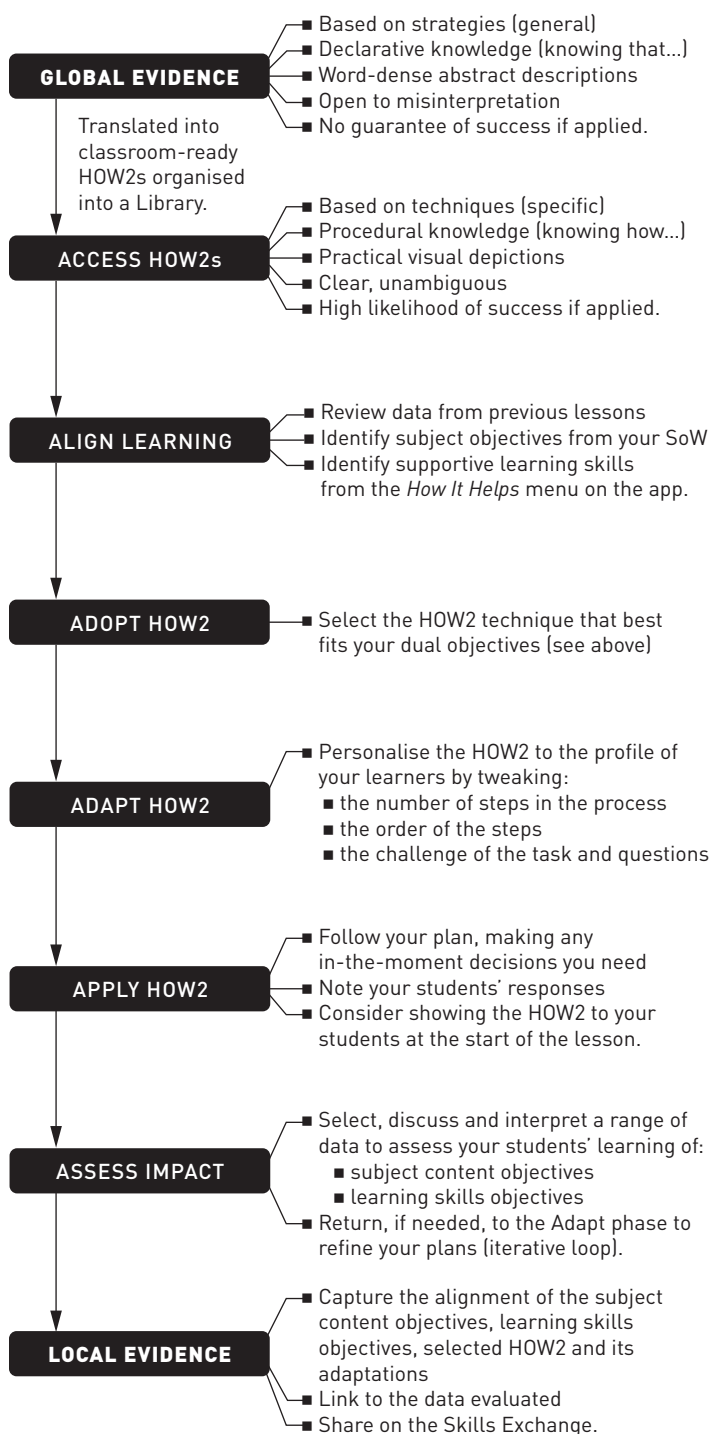 ■ Based on strategies (general)
■ Declarative knowledge (knowing that...)
GLOBAL EVIDENCE
■ Word-dense abstract descriptions
■ Open to misinterpretation
■ No guarantee of success if applied.
Translated into
classroom-ready
HOW2s organised
into a Library.
■ Based on techniques (specific)
■ Procedural knowledge (knowing how...)
ACCESS HOW2s
■ Practical visual depictions
■ Clear, unambiguous
■ High likelihood of success if applied.
■ Review data from previous lessons
ALIGN LEARNING
■ Identify subject objectives from your SoW
■ Identify supportive learning skills
from the How It Helps menu on the app.
ADOPT HOW2
■ Select the HOW2 technique that best
fits your dual objectives (see above)
ADAPT HOW2
■ Personalise the HOW2 to the profile of
your learners by tweaking:
■ the number of steps in the process
■ the order of the steps
■ the challenge of the task and questions
APPLY HOW2
■ Follow your plan, making any
in-the-moment decisions you need
■ Note your students’ responses
■ Consider showing the HOW2 to your
students at the start of the lesson.
ASSESS IMPACT
■ Select, discuss and interpret a range of
data to assess your students’ learning of:
■ subject content objectives
■ learning skills objectives
■ Return, if needed, to the Adapt phase to
refine your plans (iterative loop).
LOCAL EVIDENCE
■ Capture the alignment of the subject
content objectives, learning skills
objectives, selected HOW2 and its
adaptations
■ Link to the data evaluated
■ Share on the Skills Exchange.